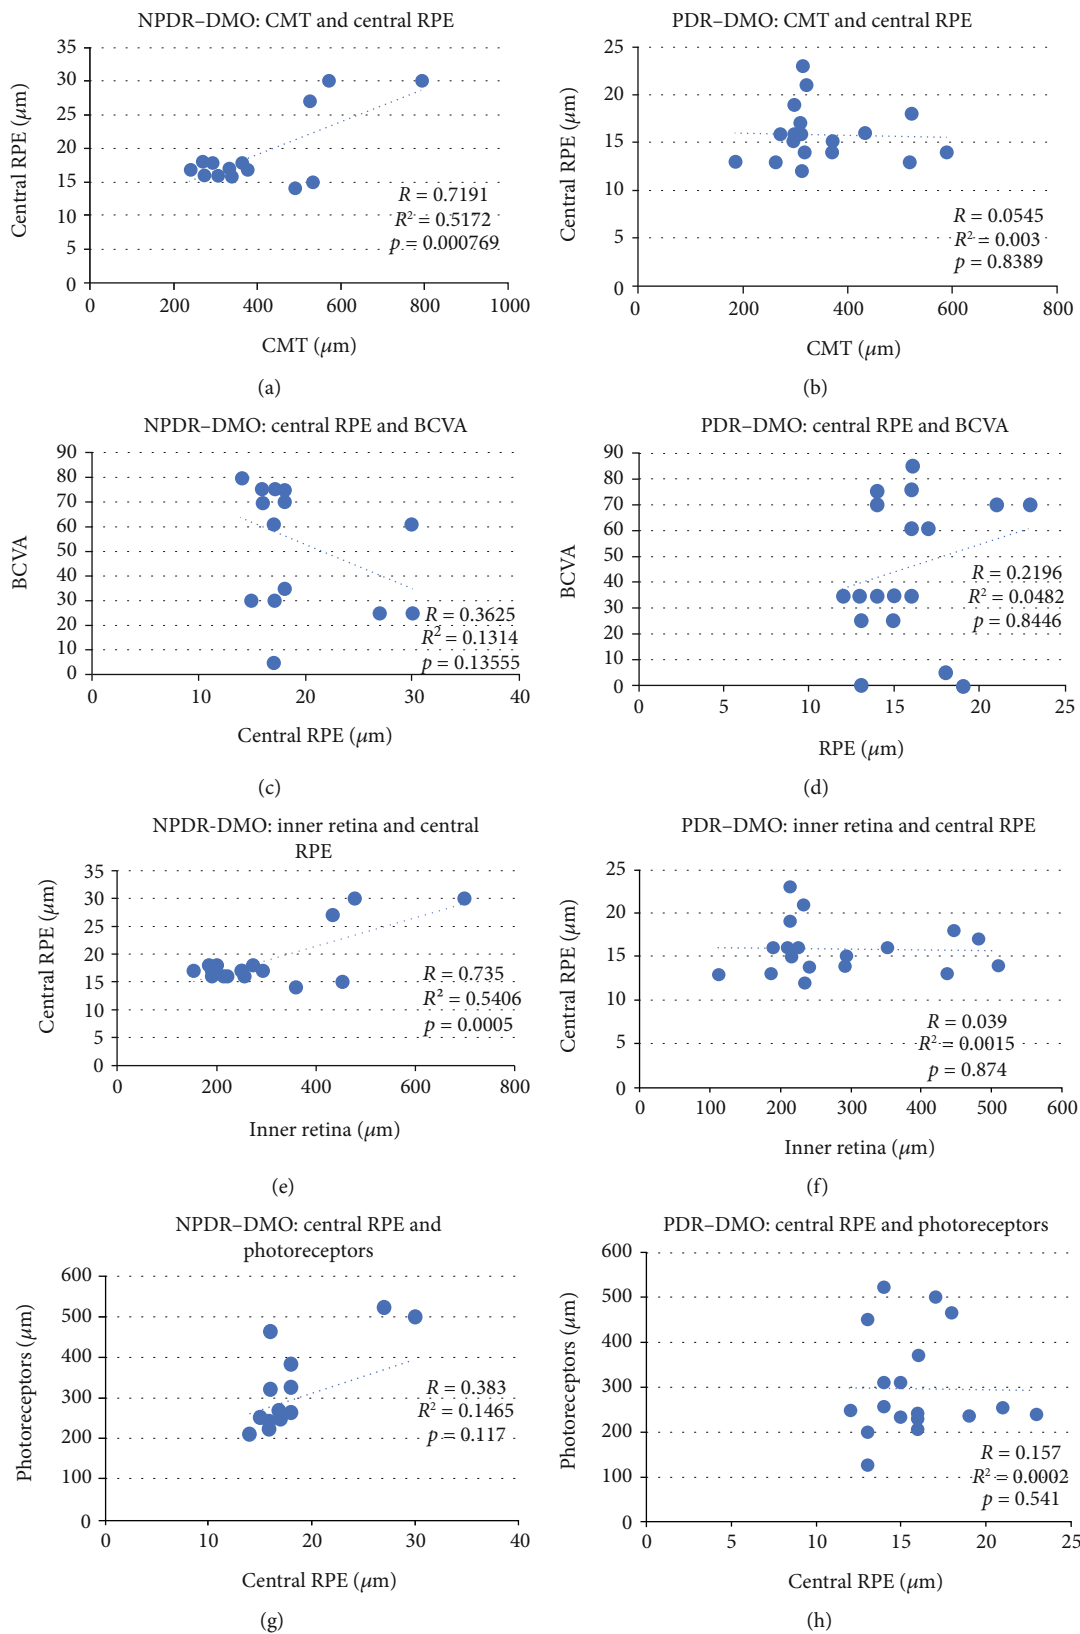 NPDR–DMO: CMT and central RPE
35
30
25
20
15
10
5
0
Central RPE (μm)
R = 0.7191
R² = 0.5172
p = 0.000769
0 200 400 600 800 1000
CMT (μm)
(a)
PDR–DMO: CMT and central RPE
25
20
15
10
5
0
Central RPE (μm)
R = 0.0545
R² = 0.003
p = 0.8389
0 200 400 600 800
CMT (μm)
(b)
NPDR–DMO: central RPE and BCVA
90
80
70
60
50
40
30
20
10
0
BCVA
R = 0.3625
R² = 0.1314
p = 0.13555
0 10 20 30 40
Central RPE (μm)
(c)
PDR–DMO: central RPE and BCVA
90
80
70
60
50
40
30
20
10
0
BCVA
R = 0.2196
R² = 0.0482
p = 0.8446
0 5 10 15 20 25
RPE (μm)
(d)
NPDR-DMO: inner retina and central
RPE
35
30
25
20
15
10
5
0
Central RPE (μm)
R = 0.735
R² = 0.5406
p = 0.0005
0 200 400 600 800
Inner retina (μm)
(e)
PDR–DMO: inner retina and central RPE
25
20
15
10
5
0
Central RPE (μm)
R = 0.039
R² = 0.0015
p = 0.874
0 100 200 300 400 500 600
Inner retina (μm)
(f)
NPDR–DMO: central RPE and
photoreceptors
600
500
400
300
200
100
0
Photoreceptors (μm)
R = 0.383
R² = 0.1465
p = 0.117
0 10 20 30 40
Central RPE (μm)
(g)
PDR–DMO: central RPE and photoreceptors
600
500
400
300
200
100
0
Photoreceptors (μm)
R = 0.157
R² = 0.0002
p = 0.541
0 5 10 15 20 25
Central RPE (μm)
(h)